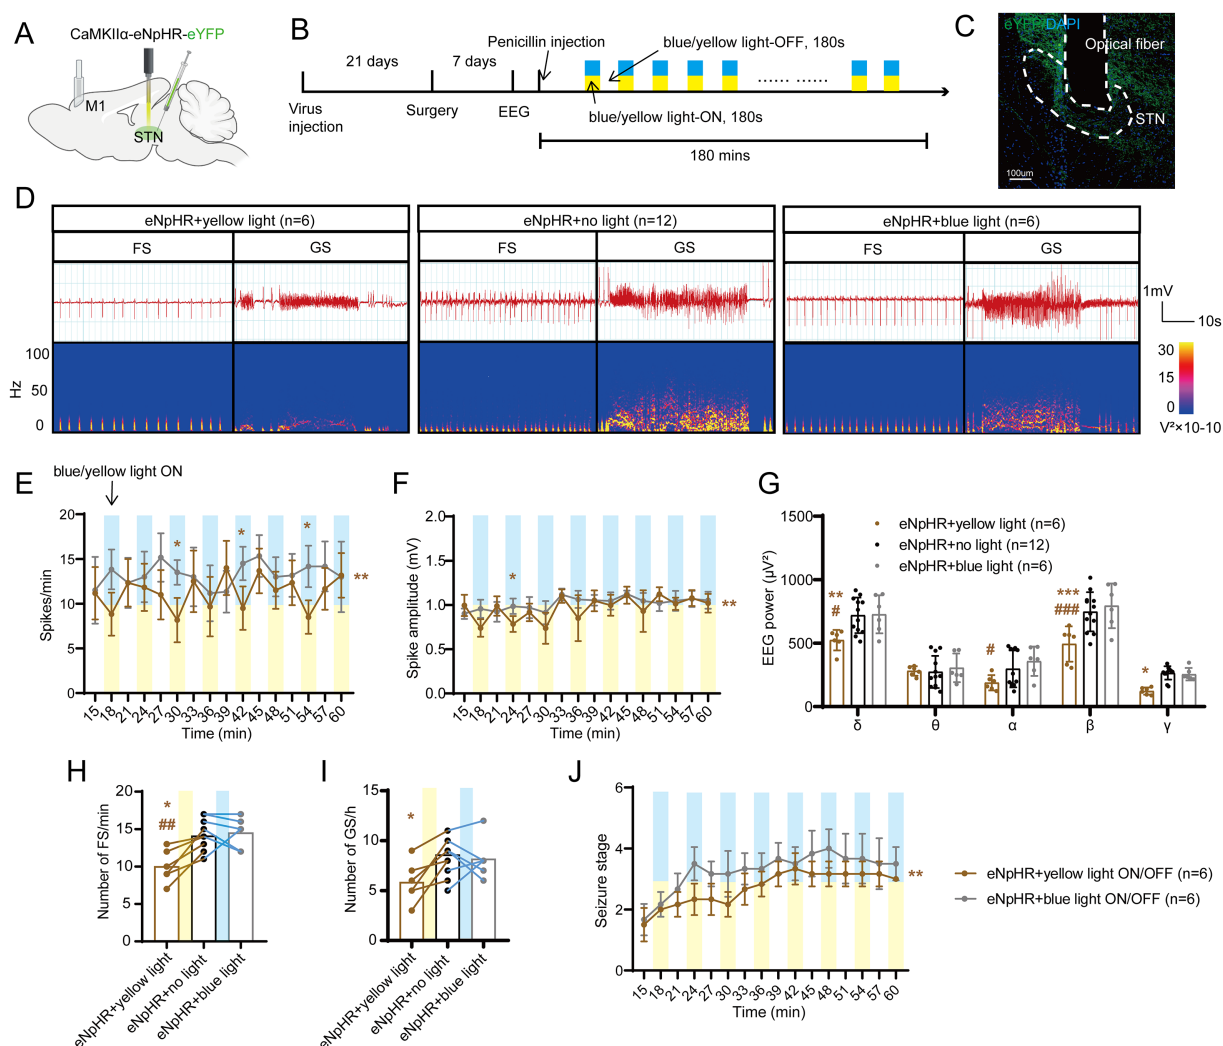 A
CaMKIIα-eNpHR-eYFP
M1
STN
B
Penicillin injection
blue/yellow light-OFF, 180s
21 days
7 days
...... ......
Virus
injection
Surgery
EEG
blue/yellow light-ON, 180s
180 mins
C
eYFP/DAPI
Optical fiber
STN
100um
D
eNpHR+yellow light (n=6)
eNpHR+no light (n=12)
eNpHR+blue light (n=6)
FS
GS
FS
GS
FS
GS
1mV
10s
100
50
0
Hz
30
15
0
V²×10-10
blue/yellow light ON
E
Spikes/min
20
15
10
5
0
* * *
**
15 18 21 24 27 30 33 36 39 42 45 48 51 54 57 60
Time (min)
F
Spike amplitude (mV)
2.0
1.5
1.0
0.5
0.0
*
**
15 18 21 24 27 30 33 36 39 42 45 48 51 54 57 60
Time (min)
G
EEG power (µV²)
1500
1000
500
0
eNpHR+yellow light (n=6)
eNpHR+no light (n=12)
eNpHR+blue light (n=6)
**
#
#
***
###
*
δ θ α β γ
H
Number of FS/min
20
15
10
5
0
*
##
eNpHR+yellow light
eNpHR+no light
eNpHR+blue light
I
Number of GS/h
15
10
5
0
*
eNpHR+yellow light
eNpHR+no light
eNpHR+blue light
J
Seizure stage
6
4
2
0
**
15 18 21 24 27 30 33 36 39 42 45 48 51 54 57 60
Time (min)
eNpHR+yellow light ON/OFF (n=6)
eNpHR+blue light ON/OFF (n=6)